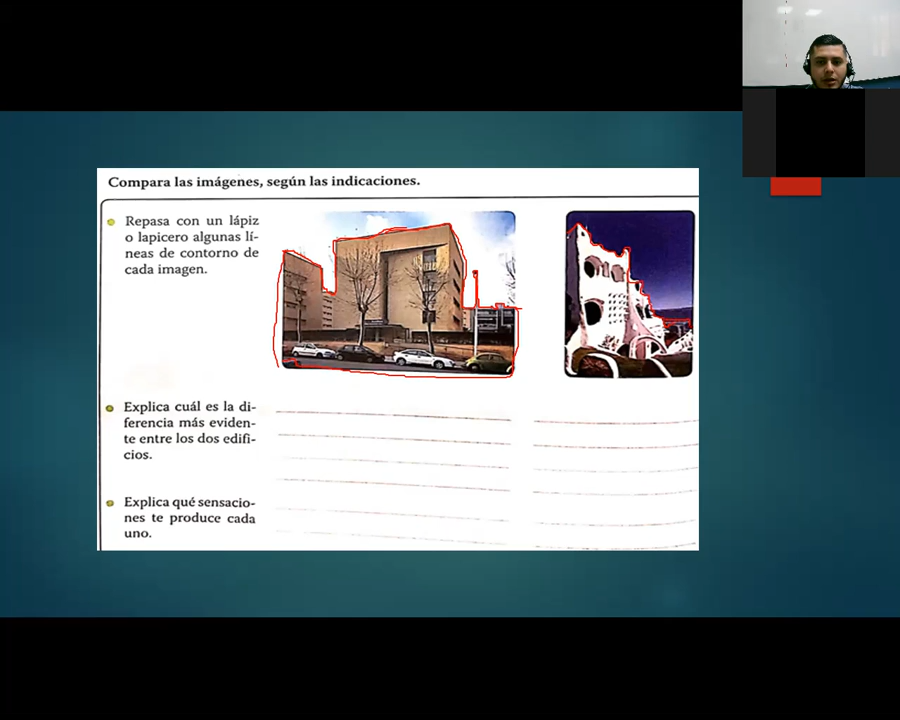 Compara las imágenes, según las indicaciones.
Repasa con un lápiz
o lapicero algunas lí-
neas de contorno de
cada imagen.
Explica cuál es la di-
ferencia más eviden-
te entre los dos edifi-
cios.
Explica qué sensacio-
nes te produce cada
uno.